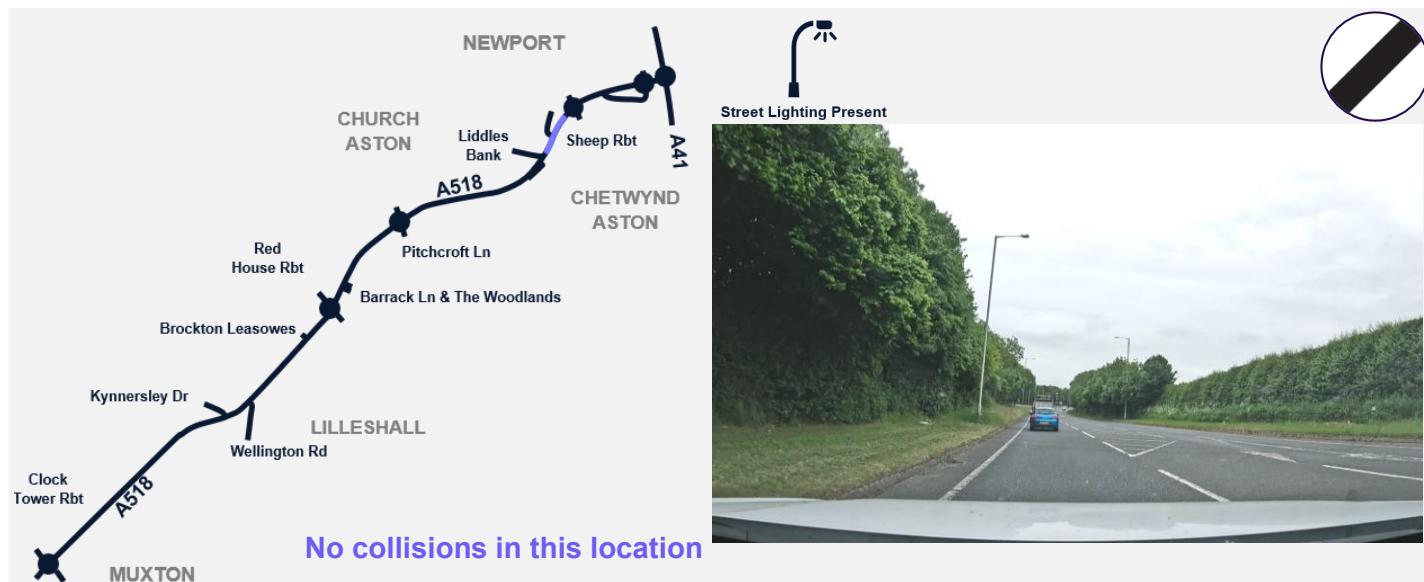 NEWPORT
CHURCH
ASTON
Liddles
Bank
Sheep Rbt
A41
A518
CHETWYND
ASTON
Pitchcroft Ln
Red
House Rbt
Barrack Ln & The Woodlands
Brockton Leasowes
Kynnersley Dr
LILLESHALL
Wellington Rd
Clock
Tower Rbt
A518
MUXTON
No collisions in this location
Street Lighting Present